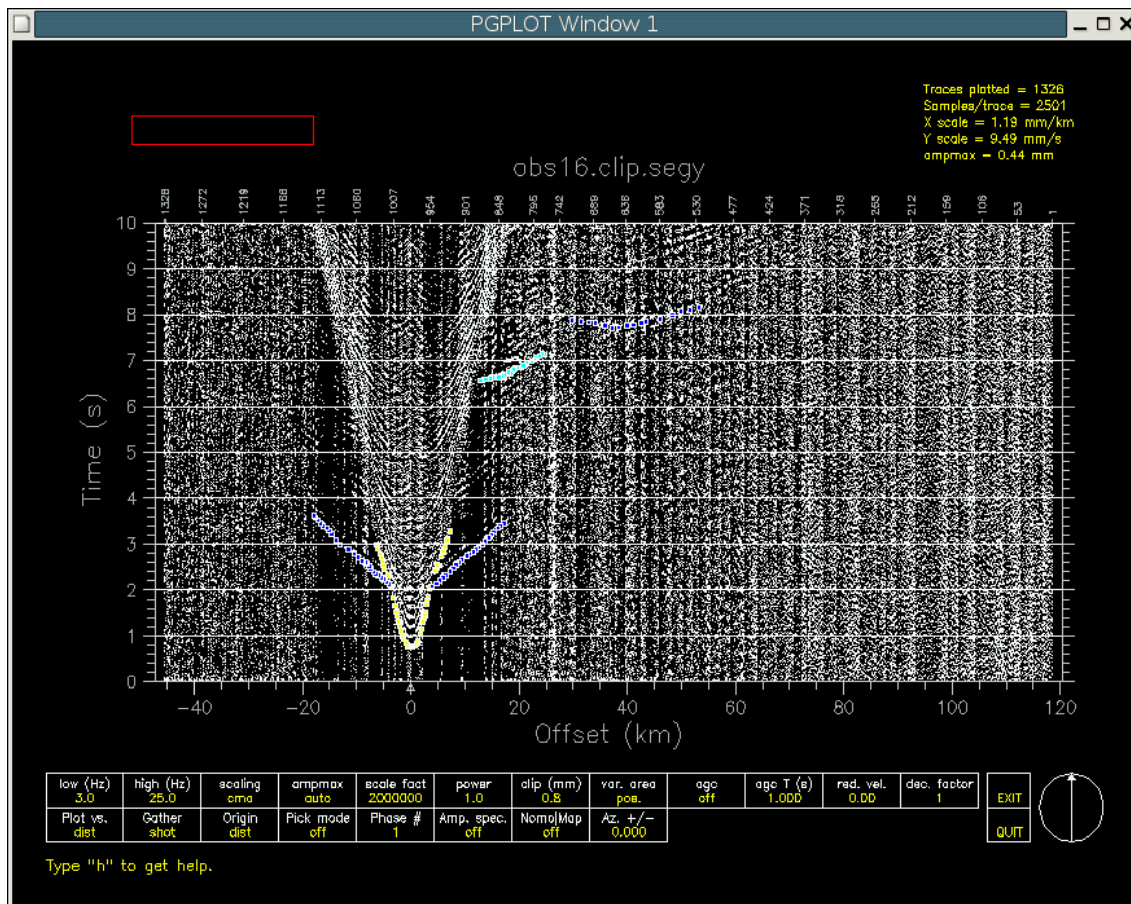 PGPLOT Window 1
Traces plotted = 1326
Samples/trace = 2501
X scale = 1.19 mm/km
Y scale = 9.49 mm/s
ampmax = 0.44 mm
obs16.clip.segy
1326 1272 1219 1166 1113 1060 1007 954 901 848 795 742 689 636 583 530 477 424 371 318 265 212 159 106 53 1
10
9
8
7
6
5
4
3
2
1
0
Time (s)
−40 −20 0 20 40 60 80 100 120
Offset (km)
low (Hz) high (Hz) scaling ampmax scale fact power clip (mm) var. area agc agc T (s) red. vel. dec. factor
3.0 25.0 cma auto 2000000 1.0 0.8 pos. off 1.000 0.00 1 EXIT
Plot vs. Gather Origin Pick mode Phase # Amp. spec. Nomo|Map Az. +/−
dist shot dist off 1 off off 0.000 QUIT
Type "h" to get help.